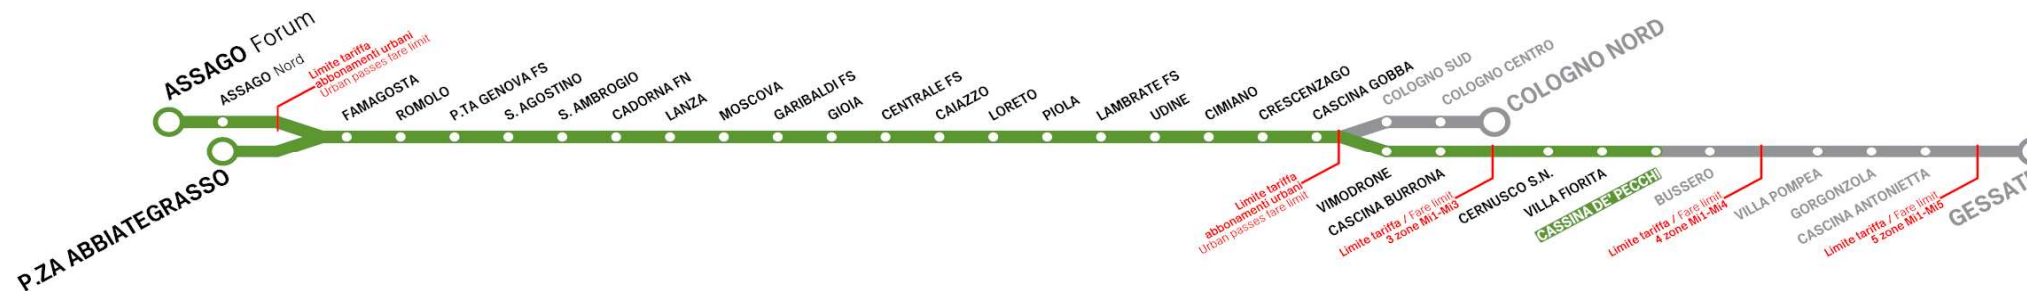 ASSAGO Forum
ASSAGO Nord
Limite tariffa
abbonamenti urbani
Urban passes fare limit
P.ZA ABBIATEGRASSO
FAMAGOSTA
ROMOLO
P.TA GENOVA FS
S. AGOSTINO
S. AMBROGIO
CADORNA FN
LANZA
MOSCOVA
GARIBALDI FS
GIOIA
CENTRALE FS
CAIAZZO
LORETO
PIOLA
LAMBRATE FS
UDINE
CIMIANO
CRESCENZAGO
CASCINA GOBBA
COLOGNO SUD
COLOGNO CENTRO
COLOGNO NORD
Limite tariffa
abbonamenti urbani
Urban passes fare limit
VIMODRONE
CASCINA BURRONA
Limite tariffa / Fare limit
3 zone Mi1-Mi3
CERNUSCO S.N.
VILLA FIORITA
CASSINA DE' PECCHI
BUSSERO
Limite tariffa / Fare limit
4 zone Mi1-Mi4
VILLA POMPEA
GORGONZOLA
CASCINA ANTONIETTA
Limite tariffa / Fare limit
5 zone Mi1-Mi5
GESSAT